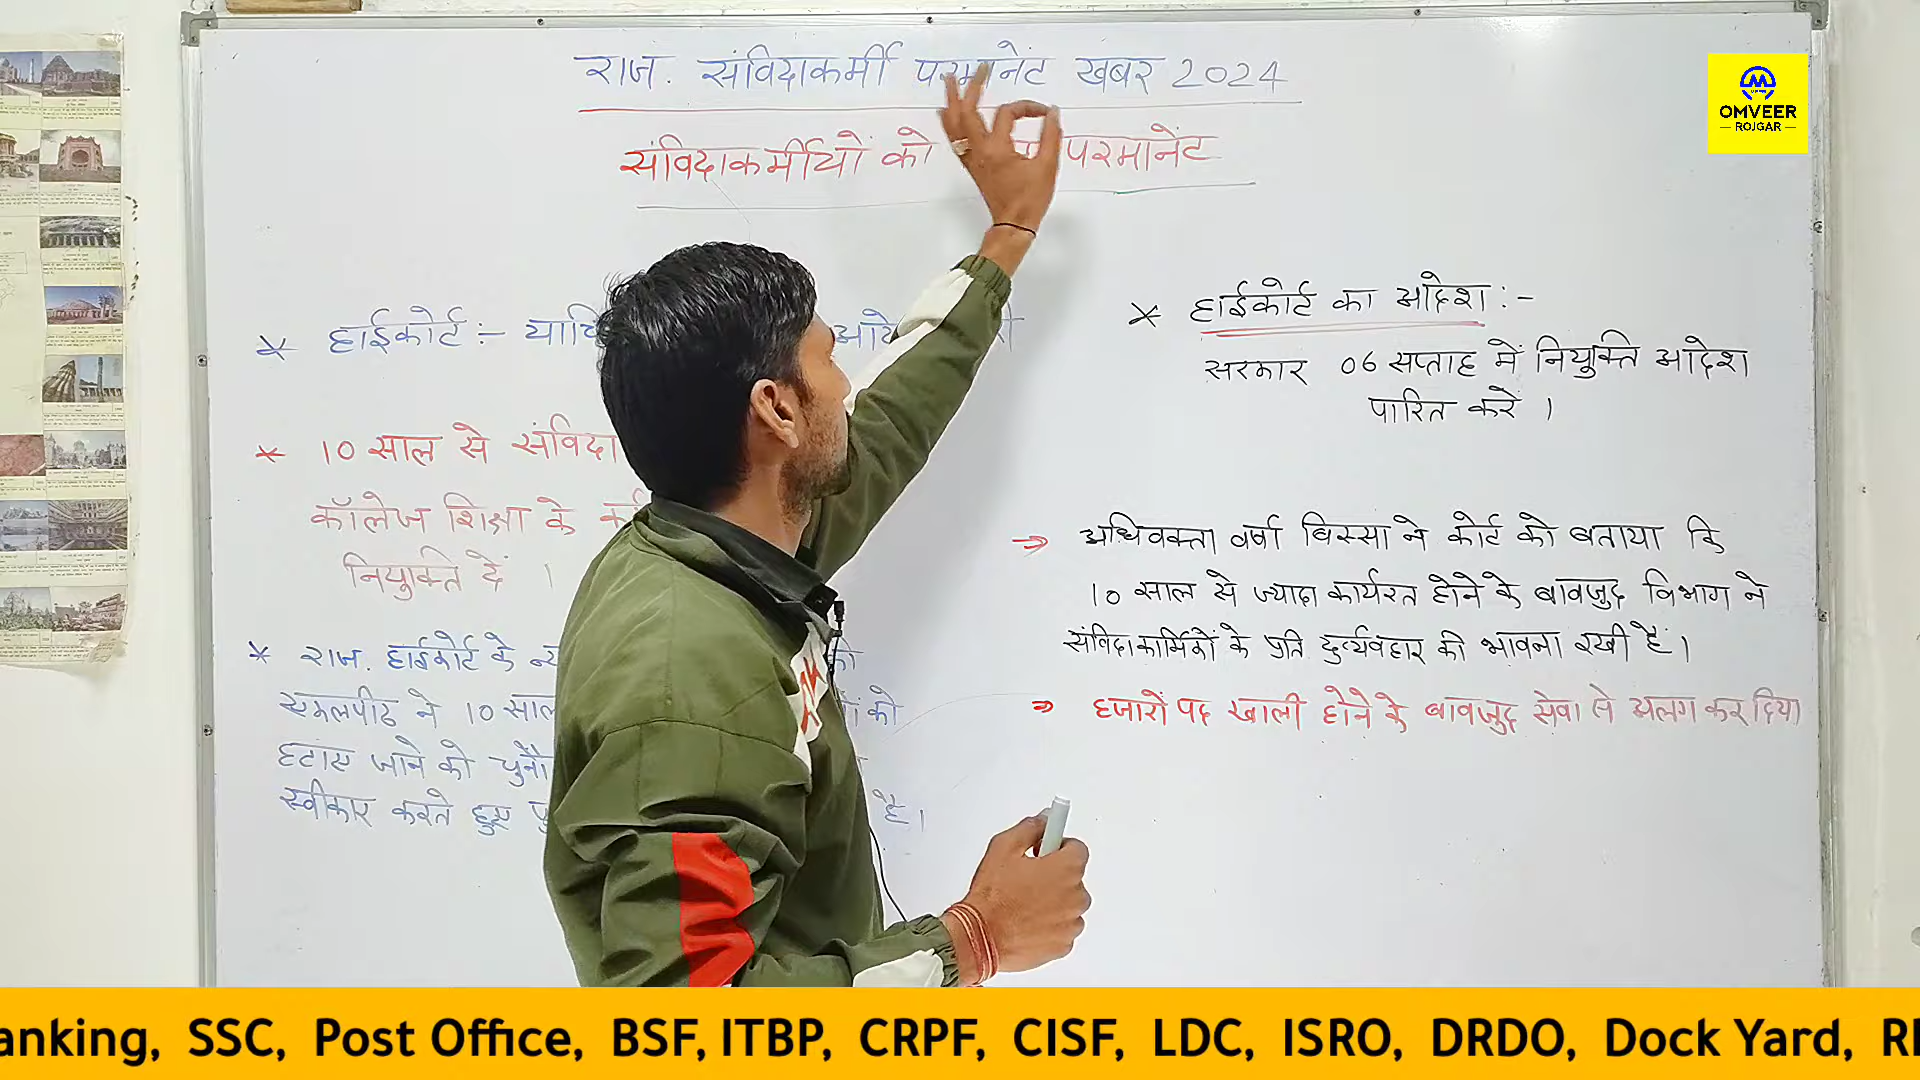 राज. संविदाकर्मी परमानेंट खबर 2024
संविदाकर्मीयों को परमानेंट
OMVEER
ROJGAR
* हाईकोर्ट :-
* 10 साल से संविदा
कॉलेज शिक्षा के
नियुक्ति दें ।
* राज. हाईकोर्ट के की
एकलपीठ ने 10 साल को
हटाए जाने को
स्वीकार करते हुए है ।
* हाईकोर्ट का आदेश :-
सरकार 06 सप्ताह में नियुक्ति आदेश
पारित करें ।
→ अधिवक्ता वर्षा बिस्सा ने कोर्ट को बताया कि
10 साल से ज्यादा कार्यरत होने के बावजुद विभाग ने
संविदाकार्मिकों के प्रति दुर्व्यवहार की भावना रखी हैं ।
⇒ हजारों पद खाली होने के बावजुद सेवा से अलग कर दिया
anking, SSC, Post Office, BSF, ITBP, CRPF, CISF, LDC, ISRO, DRDO, Dock Yard,